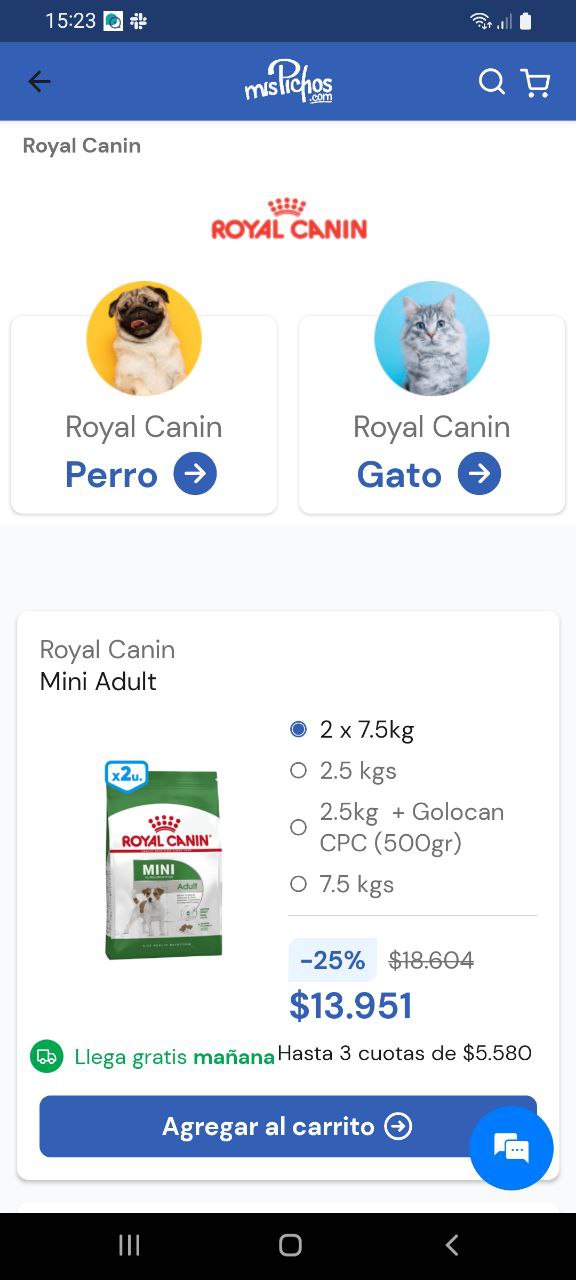 15:23
misPichos
.com
Royal Canin
ROYAL CANIN
Royal Canin
Perro
Royal Canin
Gato
Royal Canin
Mini Adult
x2u.
ROYAL CANIN
MINI
Adult
2 x 7.5kg
2.5 kgs
2.5kg + Golocan
CPC (500gr)
7.5 kgs
-25% $18.604
$13.951
Llega gratis mañana
Hasta 3 cuotas de $5.580
Agregar al carrito